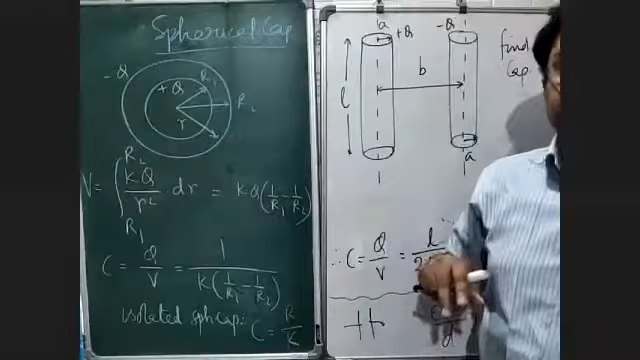 Spherical Cap
- Q
+ Q
R₁
R₂
r
V = ∫ R₂ R₁ kQ/r² . dr = kQ(1/R₁ - 1/R₂)
C = Q/V = 1/K(1/R₁ - 1/R₂)
isolated sph cap:
a
+Q
-Q
find
Cap.
b
l
a
∴ C = Q/V =
d